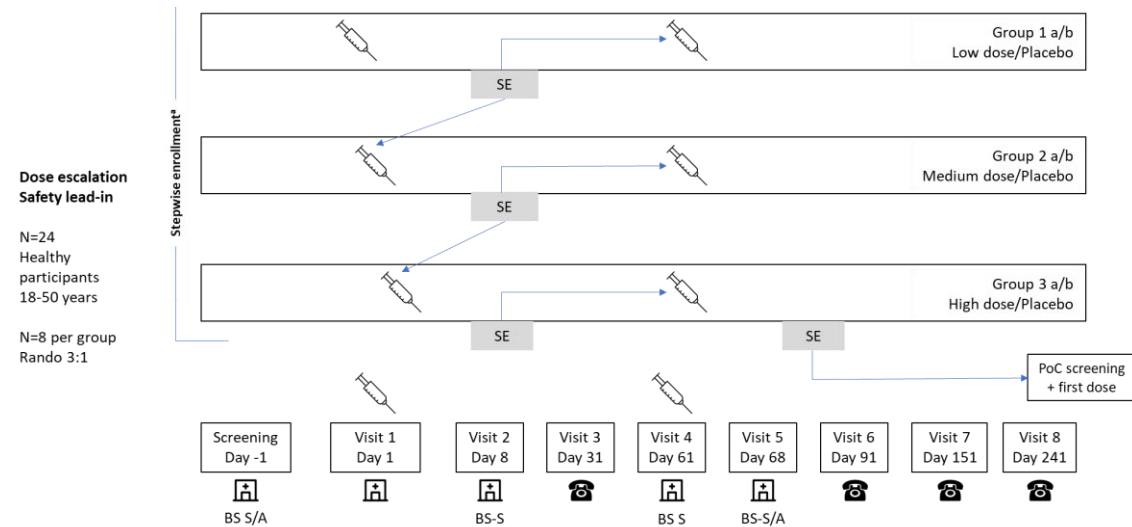 Group 1 a/b
Low dose/Placebo
SE
Stepwise enrollmentª
Group 2 a/b
Medium dose/Placebo
SE
Dose escalation
Safety lead-in
N=24
Healthy
participants
18-50 years
N=8 per group
Rando 3:1
Group 3 a/b
High dose/Placebo
SE
SE
PoC screening
+ first dose
Screening
Day -1
Visit 1
Day 1
Visit 2
Day 8
Visit 3
Day 31
Visit 4
Day 61
Visit 5
Day 68
Visit 6
Day 91
Visit 7
Day 151
Visit 8
Day 241
BS S/A
BS-S
BS S
BS-S/A